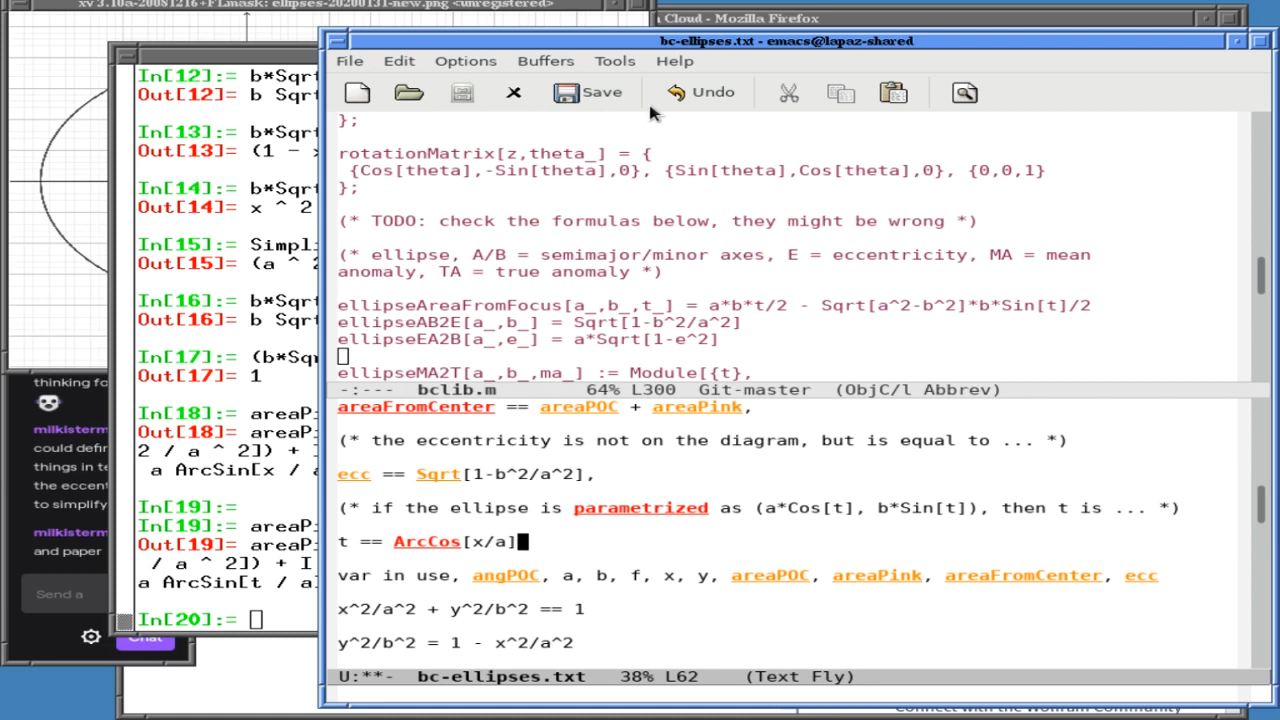 xv 3.10a-20081216+FLmask: ellipses-20200131-new.png <unregistered>
Cloud - Mozilla Firefox
bc-ellipses.txt - emacs@lapaz-shared
File Edit Options Buffers Tools Help
Save Undo
};
rotationMatrix[z,theta_] = {
{Cos[theta],-Sin[theta],0}, {Sin[theta],Cos[theta],0}, {0,0,1}
};
(* TODO: check the formulas below, they might be wrong *)
(* ellipse, A/B = semimajor/minor axes, E = eccentricity, MA = mean
anomaly, TA = true anomaly *)
ellipseAreaFromFocus[a_,b_,t_] = a*b*t/2 - Sqrt[a^2-b^2]*b*Sin[t]/2
ellipseAB2E[a_,b_] = Sqrt[1-b^2/a^2]
ellipseEA2B[a_,e_] = a*Sqrt[1-e^2]
ellipseMA2T[a_,b_,ma_] := Module[{t},
-:--- bclib.m 64% L300 Git-master (ObjC/l Abbrev)
areaFromCenter == areaPOC + areaPink,
(* the eccentricity is not on the diagram, but is equal to ... *)
ecc == Sqrt[1-b^2/a^2],
(* if the ellipse is parametrized as (a*Cos[t], b*Sin[t]), then t is ... *)
t == ArcCos[x/a]
var in use, angPOC, a, b, f, x, y, areaPOC, areaPink, areaFromCenter, ecc
x^2/a^2 + y^2/b^2 == 1
y^2/b^2 = 1 - x^2/a^2
U:**- bc-ellipses.txt 38% L62 (Text Fly)
In[12]:= b*Sqrt
Out[12]= b Sqrt
In[13]:= b*Sqrt
Out[13]= (1 - x
In[14]:= b*Sqrt
Out[14]= x ^ 2
In[15]:= Simpli
Out[15]= (a ^ 2
In[16]:= b*Sqrt
Out[16]= b Sqrt
In[17]:= (b*Sq
Out[17]= 1
In[18]:= areaP
Out[18]= areaP
2 / a ^ 2]) + I
a ArcSin[x / a
In[19]:=
In[19]:= areaP
Out[19]= areaP
/ a ^ 2]) + I
a ArcSin[t / a
In[20]:=
thinking fo
milkisterm
could defin
things in te
the eccent
to simplify
milkisterm
and paper
Send a
Chat
Connect with the Wolfram Community